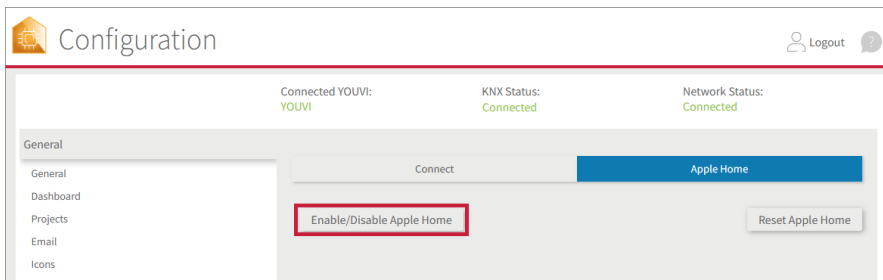 Configuration
Logout
?
Connected YOUVI:
YOUVI
KNX Status:
Connected
Network Status:
Connected
General
General
Dashboard
Projects
Email
Icons
Connect
Apple Home
Enable/Disable Apple Home
Reset Apple Home